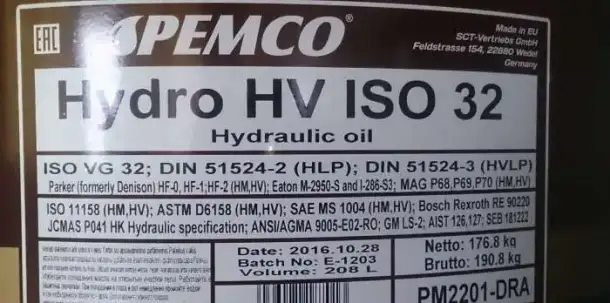 EAC
PEMCO®
Made in EU
SCT-Vertriebs GmbH
Feldstrasse 154, 22880 Wedel
Germany
Hydro HV ISO 32
Hydraulic oil
ISO VG 32; DIN 51524-2 (HLP); DIN 51524-3 (HVLP)
Parker (formerly Denison) HF-0, HF-1;HF-2 (HM,HV); Eaton M-2950-S and I-286-S3; MAG P68,P69,P70 (HM,HV)
ISO 11158 (HM,HV); ASTM D6158 (HM,HV); SAE MS 1004 (HM,HV); Bosch Rexroth RE 90220
JCMAS P041 HK Hydraulic specification; ANSI/AGMA 9005-E02-RO; GM LS-2; AIST 126,127; SEB 181222
Date: 2016.10.28
Batch No: E-1203
Volume: 208 L
Netto: 176.8 kg
Brutto: 190.8 kg
PM2201-DRA